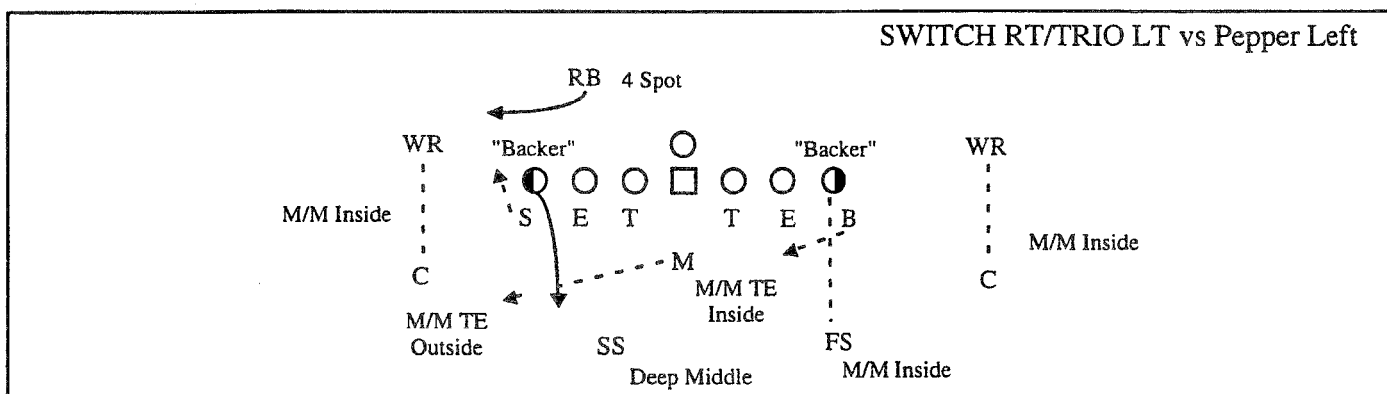 SWITCH RT/TRIO LT vs Pepper Left
RB 4 Spot
WR "Backer" "Backer" WR
S E T T E B
M/M Inside
M/M Inside
C M C
M/M TE
Inside
M/M TE
Outside
SS FS
Deep Middle
M/M Inside